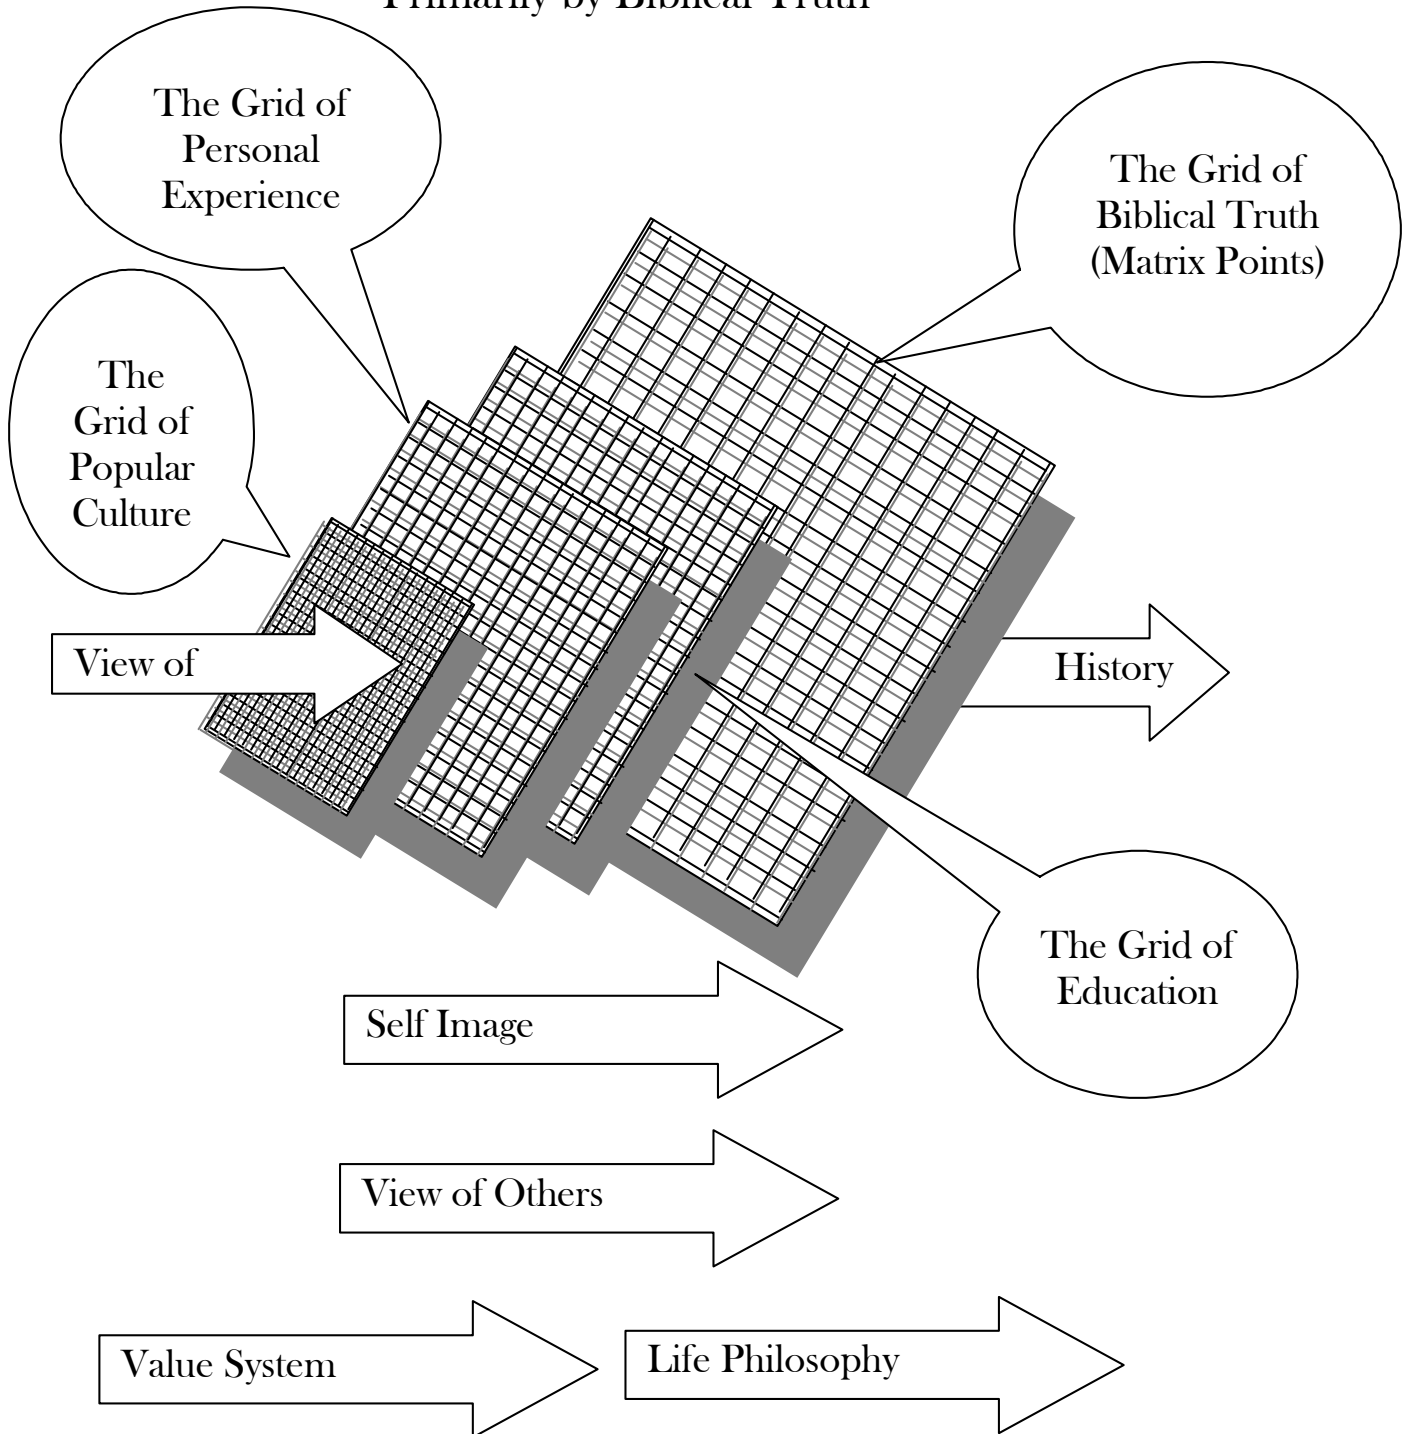 Primarily by Biblical Truth
The Grid of
Personal
Experience
The Grid of
Biblical Truth
(Matrix Points)
The
Grid of
Popular
Culture
View of
History
The Grid of
Education
Self Image
View of Others
Value System
Life Philosophy